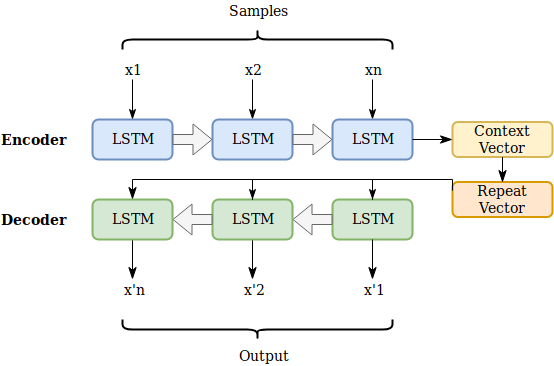 Samples
x1
x2
xn
Encoder
LSTM
LSTM
LSTM
Context
Vector
Repeat
Vector
Decoder
LSTM
LSTM
LSTM
x'n
x'2
x'1
Output